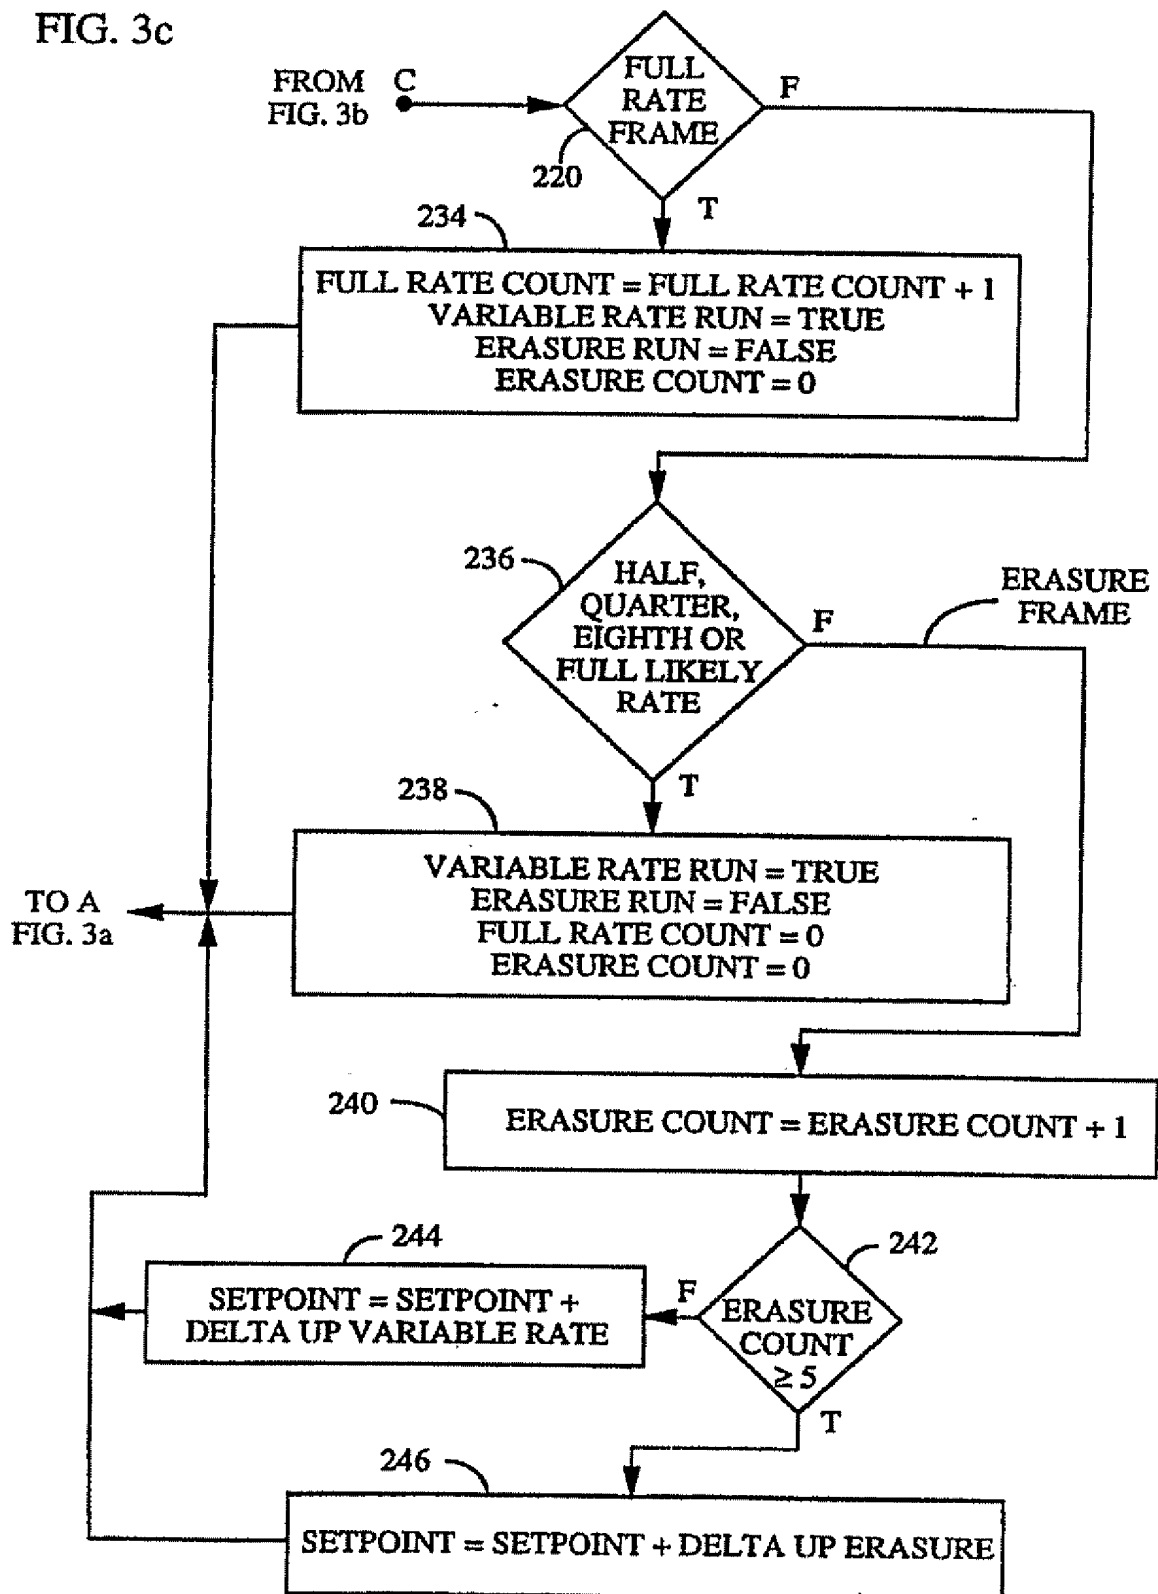 FIG. 3c
FROM
FIG. 3b
C
FULL
RATE
FRAME
F
220
T
234
FULL RATE COUNT = FULL RATE COUNT + 1
VARIABLE RATE RUN = TRUE
ERASURE RUN = FALSE
ERASURE COUNT = 0
236
HALF,
QUARTER,
EIGHTH OR
FULL LIKELY
RATE
F
ERASURE
FRAME
T
238
VARIABLE RATE RUN = TRUE
ERASURE RUN = FALSE
FULL RATE COUNT = 0
ERASURE COUNT = 0
TO A
FIG. 3a
240
ERASURE COUNT = ERASURE COUNT + 1
242
ERASURE
COUNT
≥ 5
F
T
244
SETPOINT = SETPOINT +
DELTA UP VARIABLE RATE
246
SETPOINT = SETPOINT + DELTA UP ERASURE